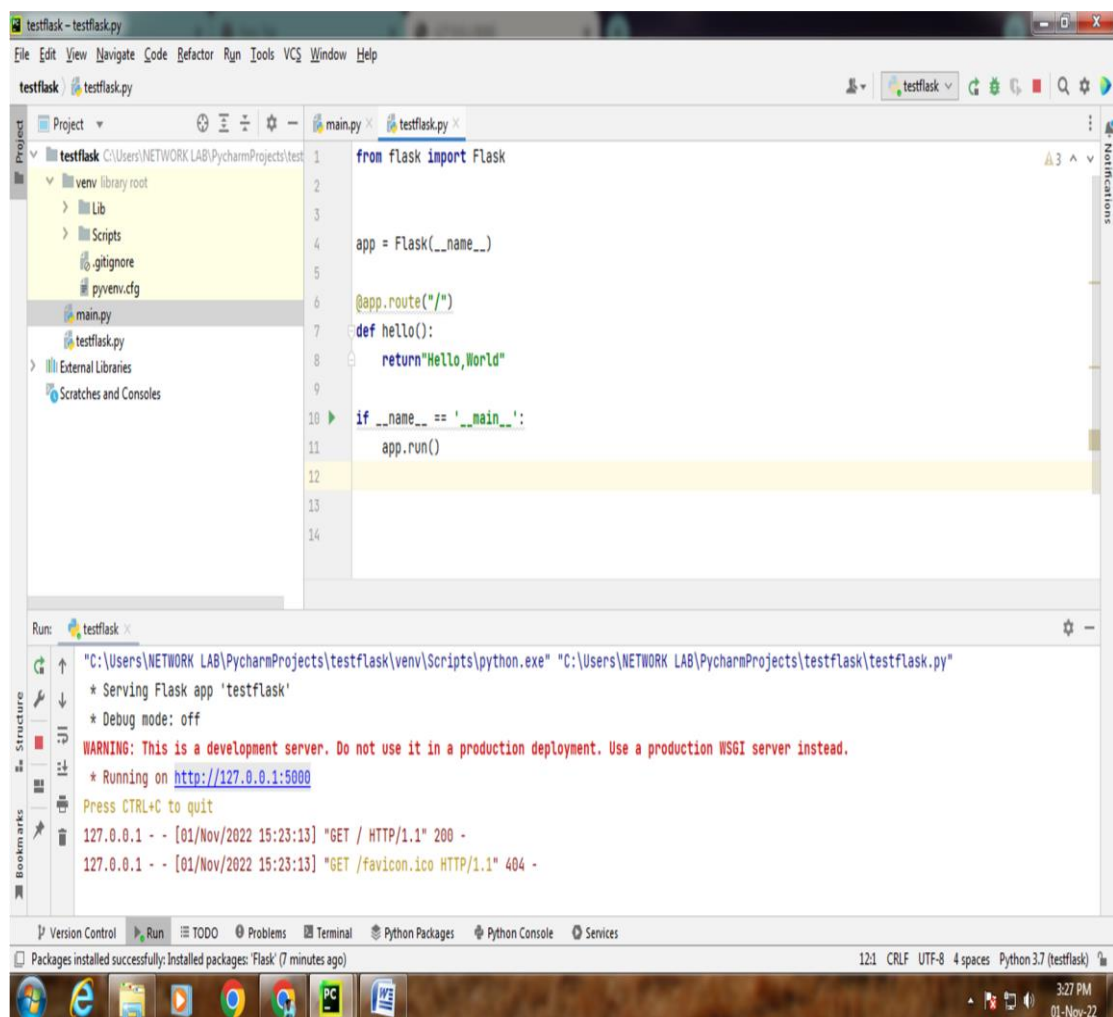 testflask – testflask.py
File Edit View Navigate Code Refactor Run Tools VCS Window Help
testflask testflask.py
testflask
Project
main.py testflask.py
Project
testflask C:\Users\NETWORK LAB\PycharmProjects\test
venv library root
Lib
Scripts
.gitignore
pyvenv.cfg
main.py
testflask.py
External Libraries
Scratches and Consoles
1 from flask import Flask
2
3
4 app = Flask(__name__)
5
6 @app.route("/")
7 def hello():
8 return"Hello,World"
9
10 if __name__ == '__main__':
11 app.run()
12
13
14
3
Notifications
Run: testflask
"C:\Users\NETWORK LAB\PycharmProjects\testflask\venv\Scripts\python.exe" "C:\Users\NETWORK LAB\PycharmProjects\testflask\testflask.py"
* Serving Flask app 'testflask'
* Debug mode: off
WARNING: This is a development server. Do not use it in a production deployment. Use a production WSGI server instead.
* Running on http://127.0.0.1:5000
Press CTRL+C to quit
127.0.0.1 - - [01/Nov/2022 15:23:13] "GET / HTTP/1.1" 200 -
127.0.0.1 - - [01/Nov/2022 15:23:13] "GET /favicon.ico HTTP/1.1" 404 -
Structure
Bookmarks
Version Control Run TODO Problems Terminal Python Packages Python Console Services
Packages installed successfully: Installed packages: 'Flask' (7 minutes ago)
12:1 CRLF UTF-8 4 spaces Python 3.7 (testflask)
PC
W
3:27 PM
01-Nov-22